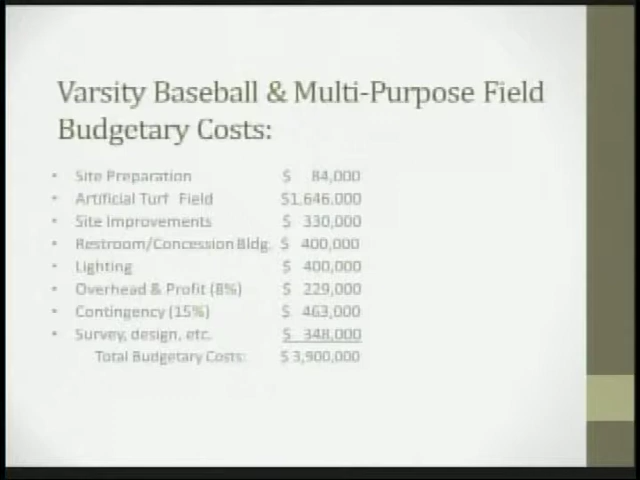 Varsity Baseball & Multi-Purpose Field
Budgetary Costs:
• Site Preparation $ 84,000
• Artificial Turf Field $1,646,000
• Site Improvements $ 330,000
• Restroom/Concession Bldg. $ 400,000
• Lighting $ 400,000
• Overhead & Profit (8%) $ 229,000
• Contingency (15%) $ 463,000
• Survey, design, etc. $ 348,000
Total Budgetary Costs: $ 3,900,000